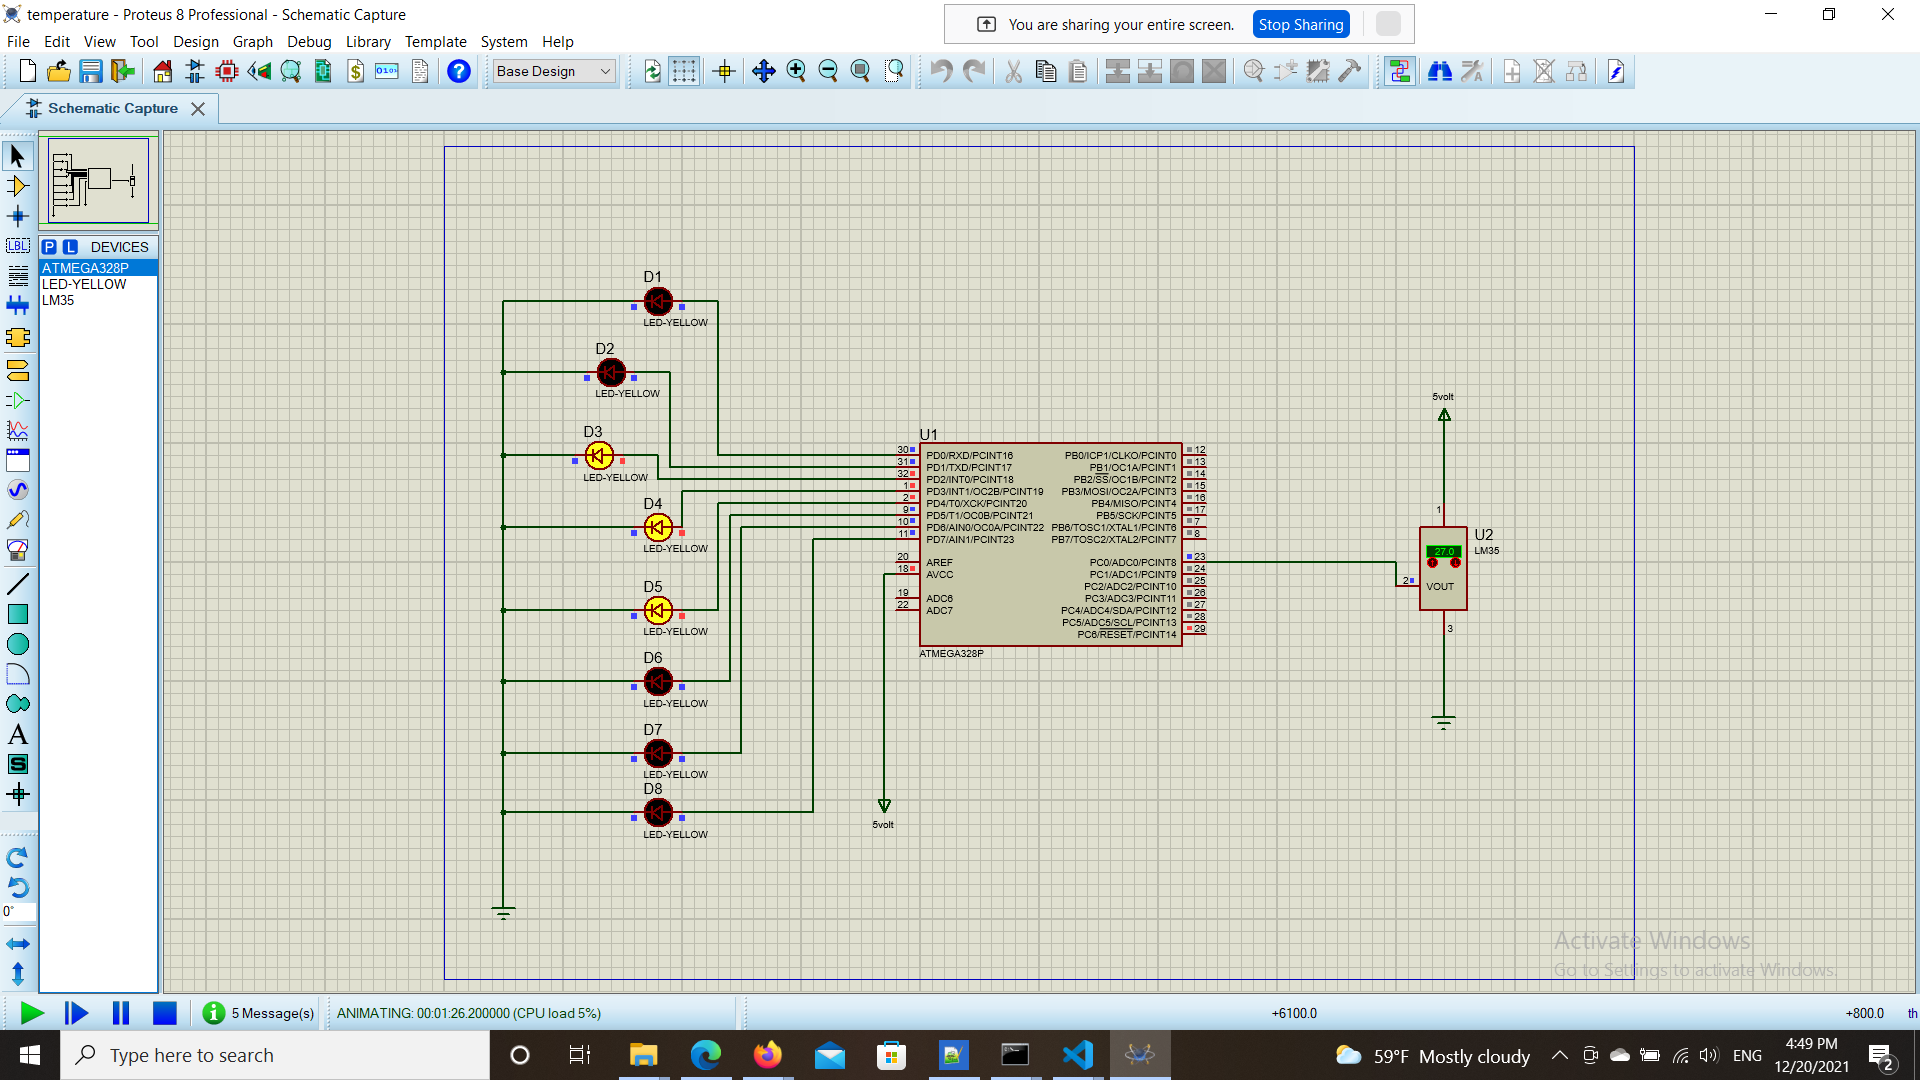 temperature - Proteus 8 Professional - Schematic Capture
You are sharing your entire screen. Stop Sharing
File Edit View Tool Design Graph Debug Library Template System Help
Base Design
Schematic Capture
P L DEVICES
ATMEGA328P
LED-YELLOW
LM35
LBL
A
S
0°
D1
LED-YELLOW
D2
LED-YELLOW
D3
LED-YELLOW
D4
LED-YELLOW
D5
LED-YELLOW
D6
LED-YELLOW
D7
LED-YELLOW
D8
LED-YELLOW
U1
30 PD0/RXD/PCINT16 PB0/ICP1/CLKO/PCINT0 12
31 PD1/TXD/PCINT17 PB1/OC1A/PCINT1 13
32 PD2/INT0/PCINT18 PB2/SS/OC1B/PCINT2 14
1 PD3/INT1/OC2B/PCINT19 PB3/MOSI/OC2A/PCINT3 15
2 PD4/T0/XCK/PCINT20 PB4/MISO/PCINT4 16
9 PD5/T1/OC0B/PCINT21 PB5/SCK/PCINT5 17
10 PD6/AIN0/OC0A/PCINT22 PB6/TOSC1/XTAL1/PCINT6 7
11 PD7/AIN1/PCINT23 PB7/TOSC2/XTAL2/PCINT7 8
20 AREF PC0/ADC0/PCINT8 23
18 AVCC PC1/ADC1/PCINT9 24
PC2/ADC2/PCINT10 25
19 ADC6 PC3/ADC3/PCINT11 26
22 ADC7 PC4/ADC4/SDA/PCINT12 27
PC5/ADC5/SCL/PCINT13 28
PC6/RESET/PCINT14 29
ATMEGA328P
5volt
5volt
1
U2
LM35
27.0
2 VOUT
3
Activate Windows
Go to Settings to activate Windows.
5 Message(s) ANIMATING: 00:01:26.200000 (CPU load 5%) +6100.0 +800.0 th
Type here to search
59°F Mostly cloudy
ENG
4:49 PM
12/20/2021
2